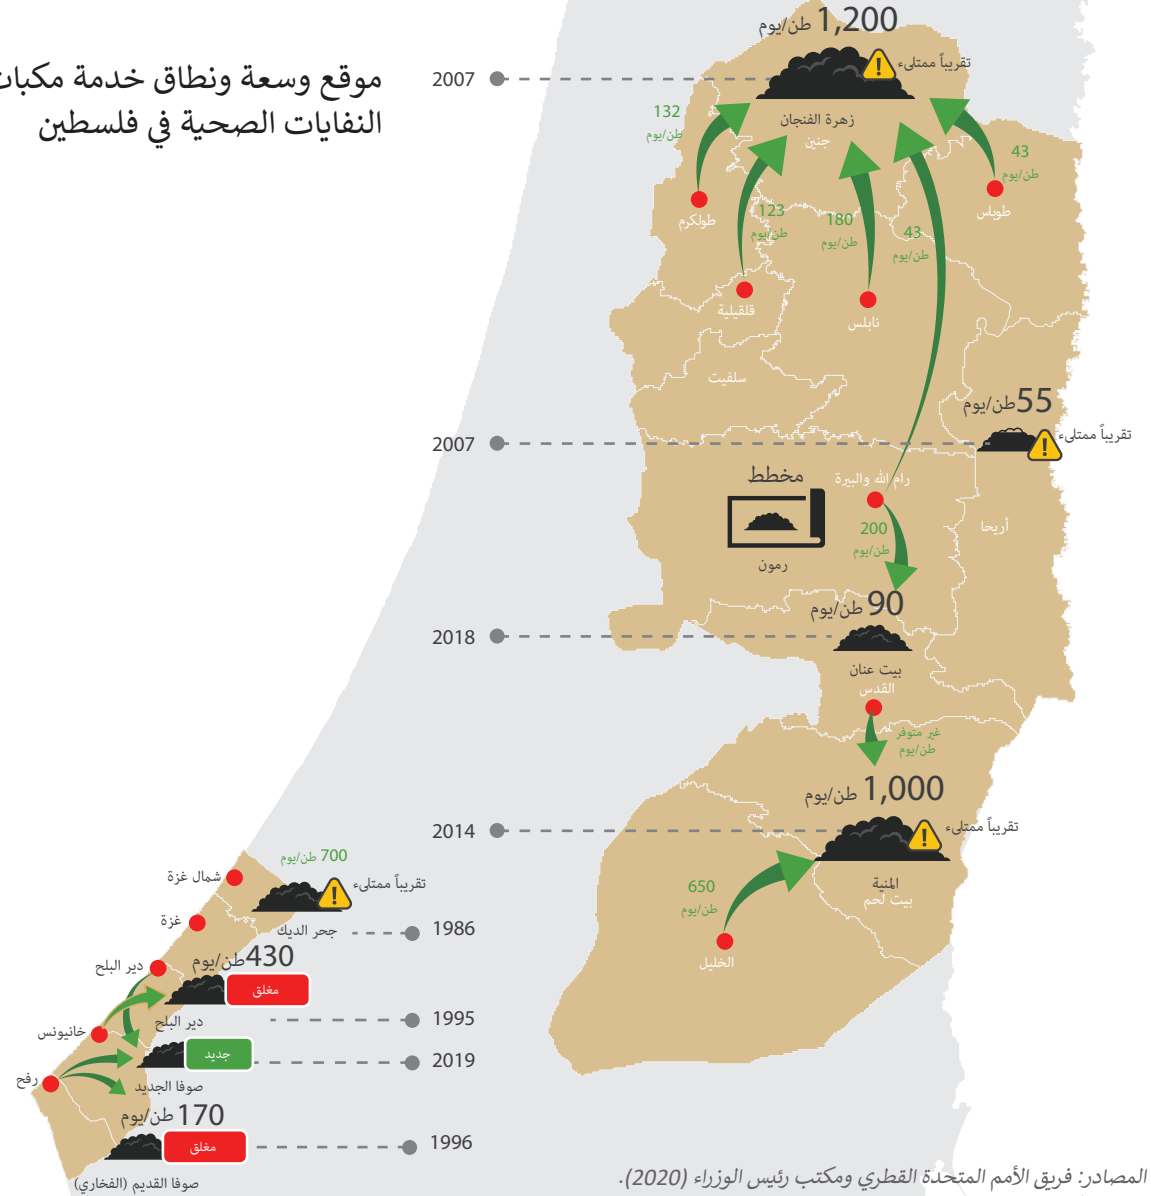 موقع وسعة ونطاق خدمة مكبات
النفايات الصحية في فلسطين
1,200 طن/يوم
تقريباً ممتلىء
2007
زهرة الفنجان
جنين
132
طن/يوم
طولكرم
123
طن/يوم
قلقيلية
180
طن/يوم
نابلس
43
طن/يوم
43
طن/يوم
طوباس
سلفيت
55 طن/يوم
تقريباً ممتلىء
2007
رام الله والبيرة
مخطط
رمون
أريحا
200
طن/يوم
90 طن/يوم
2018
بيت عنان
القدس
غير متوفر
طن/يوم
1,000 طن/يوم
تقريباً ممتلىء
2014
المنية
بيت لحم
650
طن/يوم
الخليل
700 طن/يوم
تقريباً ممتلىء
شمال غزة
غزة
جحر الديك
1986
430 طن/يوم
دير البلح
مغلق
دير البلح
1995
خانيونس
جديد
2019
صوفا الجديد
رفح
170 طن/يوم
مغلق
1996
صوفا القديم (الفخاري)
المصادر: فريق الأمم المتحدة القطري ومكتب رئيس الوزراء (2020).